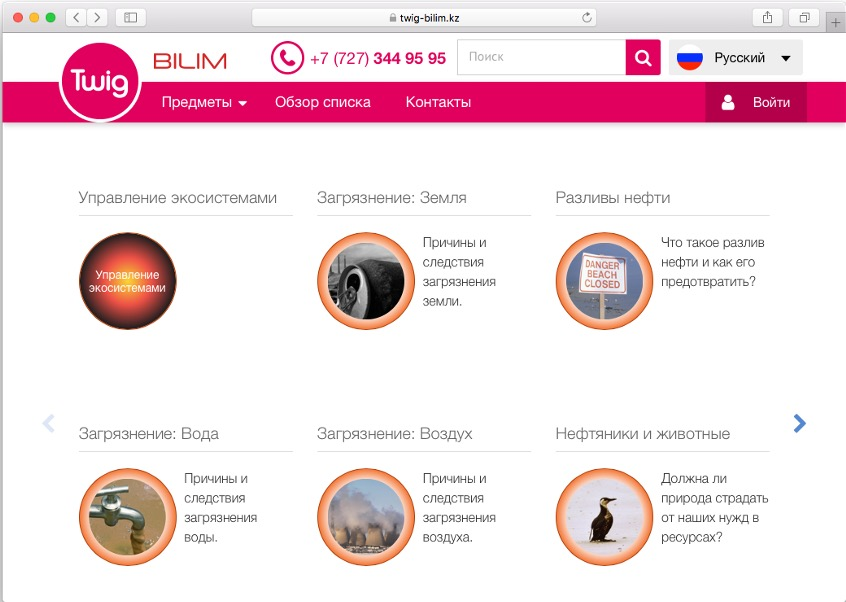 twig-bilim.kz
Twig
BILIM
+7 (727) 344 95 95
Поиск
Русский
Предметы
Обзор списка
Контакты
Войти
Управление экосистемами
Загрязнение: Земля
Разливы нефти
Управление
экосистемами
Причины и
следствия
загрязнения
земли.
DANGER
BEACH
CLOSED
Что такое разлив
нефти и как его
предотвратить?
Загрязнение: Вода
Загрязнение: Воздух
Нефтяники и животные
Причины и
следствия
загрязнения
воды.
Причины и
следствия
загрязнения
воздуха.
Должна ли
природа страдать
от наших нужд в
ресурсах?